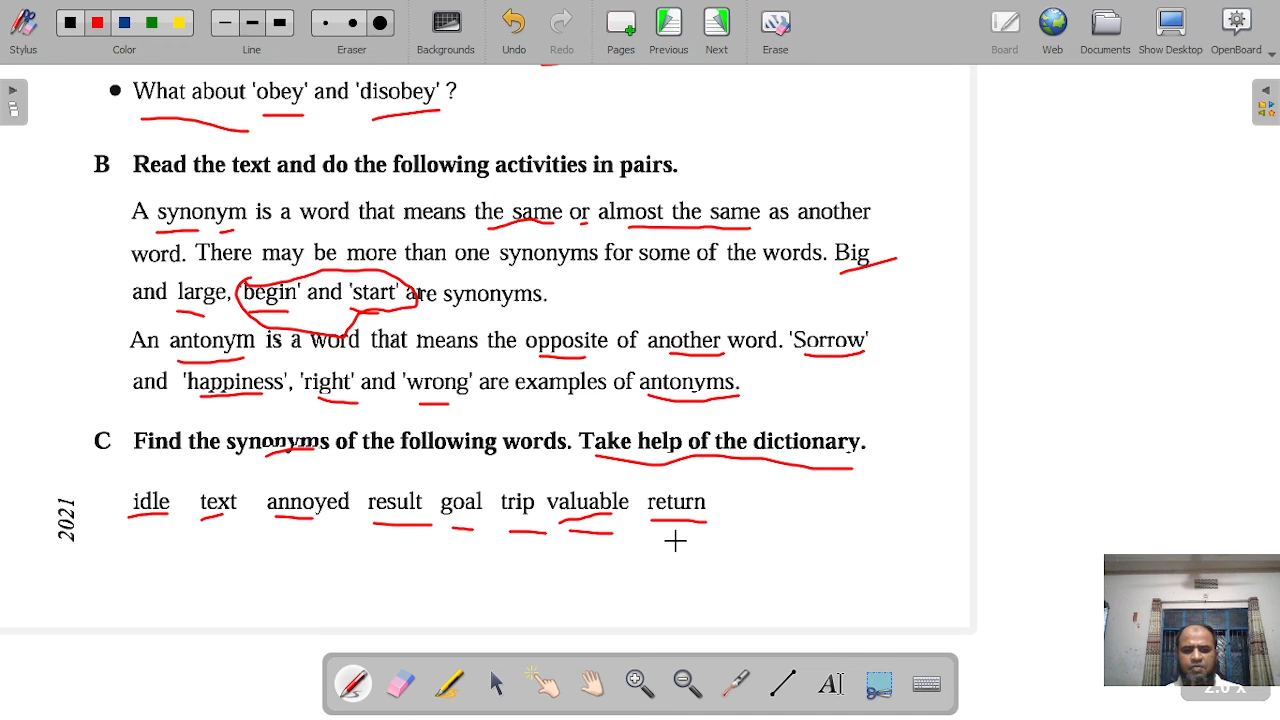 Stylus Color Line Eraser Backgrounds Undo Redo Pages Previous Next Erase Board Web Documents Show Desktop OpenBoard
• What about 'obey' and 'disobey' ?
B Read the text and do the following activities in pairs.
A synonym is a word that means the same or almost the same as another
word. There may be more than one synonyms for some of the words. Big
and large, 'begin' and 'start' are synonyms.
An antonym is a word that means the opposite of another word. 'Sorrow'
and 'happiness', 'right' and 'wrong' are examples of antonyms.
C Find the synonyms of the following words. Take help of the dictionary.
idle text annoyed result goal trip valuable return
2021
2.0 x